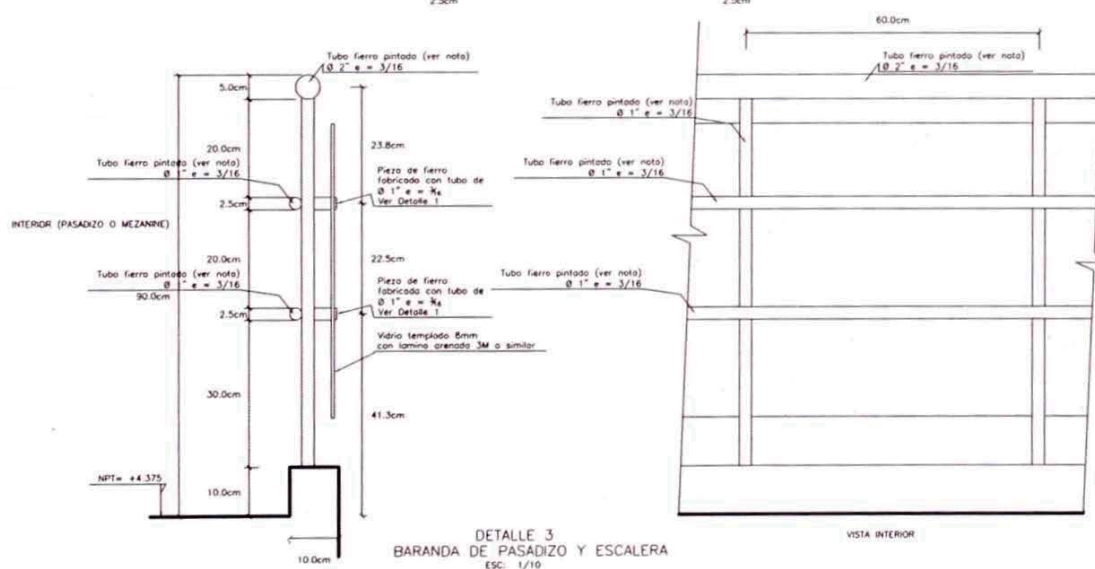 2.5cm
2.5cm
60.0cm
Tubo fierro pintado (ver nota)
Ø 2" e = 3/16
Tubo fierro pintado (ver nota)
Ø 2" e = 3/16
5.0cm
Tubo fierro pintado (ver nota)
Ø 1" e = 3/16
20.0cm
23.8cm
Tubo fierro pintado (ver nota)
Ø 1" e = 3/16
Pieza de fierro
fabricada con tubo de
Ø 1" e = 3/16
Ver Detalle 1
Tubo fierro pintado (ver nota)
Ø 1" e = 3/16
2.5cm
INTERIOR (PASADIZO O MEZANINE)
20.0cm
22.5cm
Tubo fierro pintado (ver nota)
Ø 1" e = 3/16
90.0cm
Pieza de fierro
fabricada con tubo de
Ø 1" e = 3/16
Ver Detalle 1
Tubo fierro pintado (ver nota)
Ø 1" e = 3/16
2.5cm
Vidrio templado 8mm
con lamina arenada 3M o similar
30.0cm
41.3cm
NPT= +4.375
10.0cm
10.0cm
DETALLE 3
BARANDA DE PASADIZO Y ESCALERA
ESC: 1/10
VISTA INTERIOR